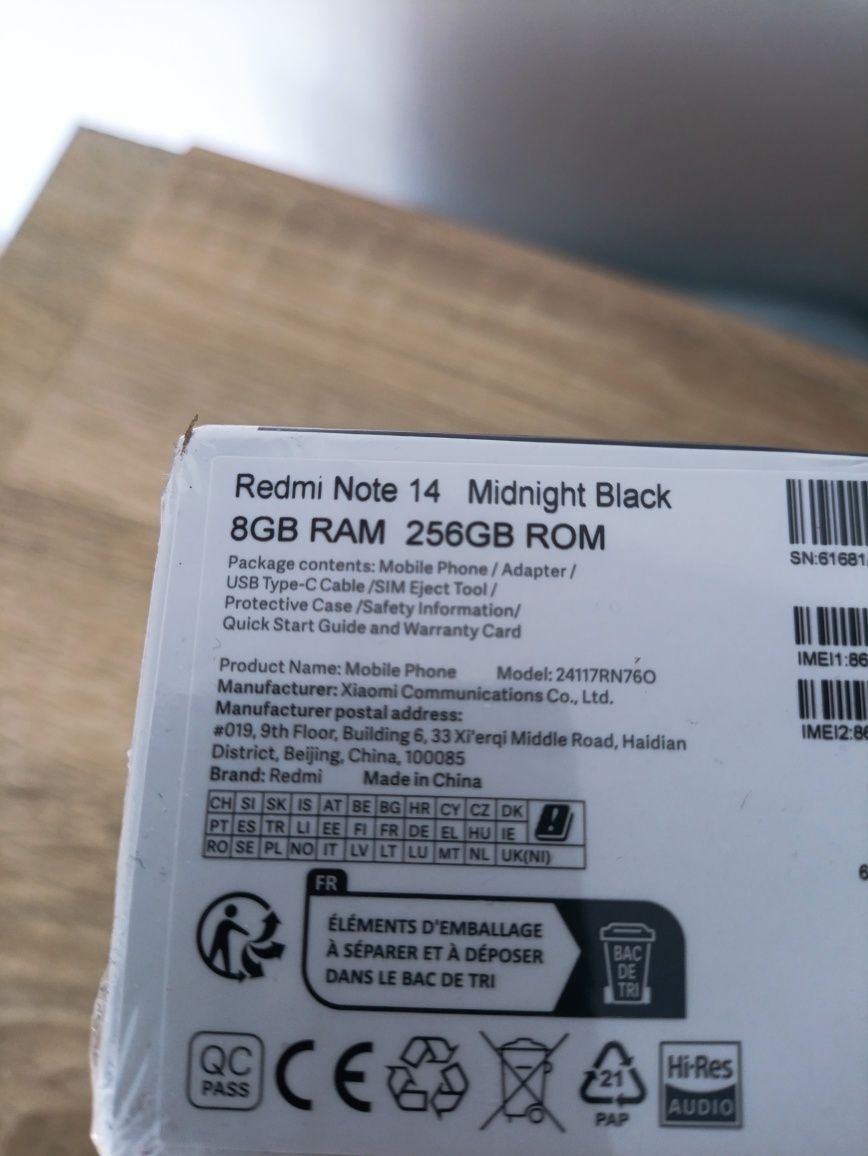 Redmi Note 14 Midnight Black
8GB RAM 256GB ROM
Package contents: Mobile Phone / Adapter /
USB Type-C Cable /SIM Eject Tool /
Protective Case /Safety Information/
Quick Start Guide and Warranty Card
Product Name: Mobile Phone Model: 24117RN76O
Manufacturer: Xiaomi Communications Co., Ltd.
Manufacturer postal address:
#019, 9th Floor, Building 6, 33 Xi'erqi Middle Road, Haidian
District, Beijing, China, 100085
Brand: Redmi Made in China
CH SI SK IS AT BE BG HR CY CZ DK
PT ES TR LI EE FI FR DE EL HU IE
RO SE PL NO IT LV LT LU MT NL UK(NI)
SN:61681
IMEI1:86
IMEI2:86
6
FR
ÉLÉMENTS D'EMBALLAGE
À SÉPARER ET À DÉPOSER
DANS LE BAC DE TRI
BAC
DE
TRI
QC
PASS
CE
21
PAP
Hi-Res
AUDIO